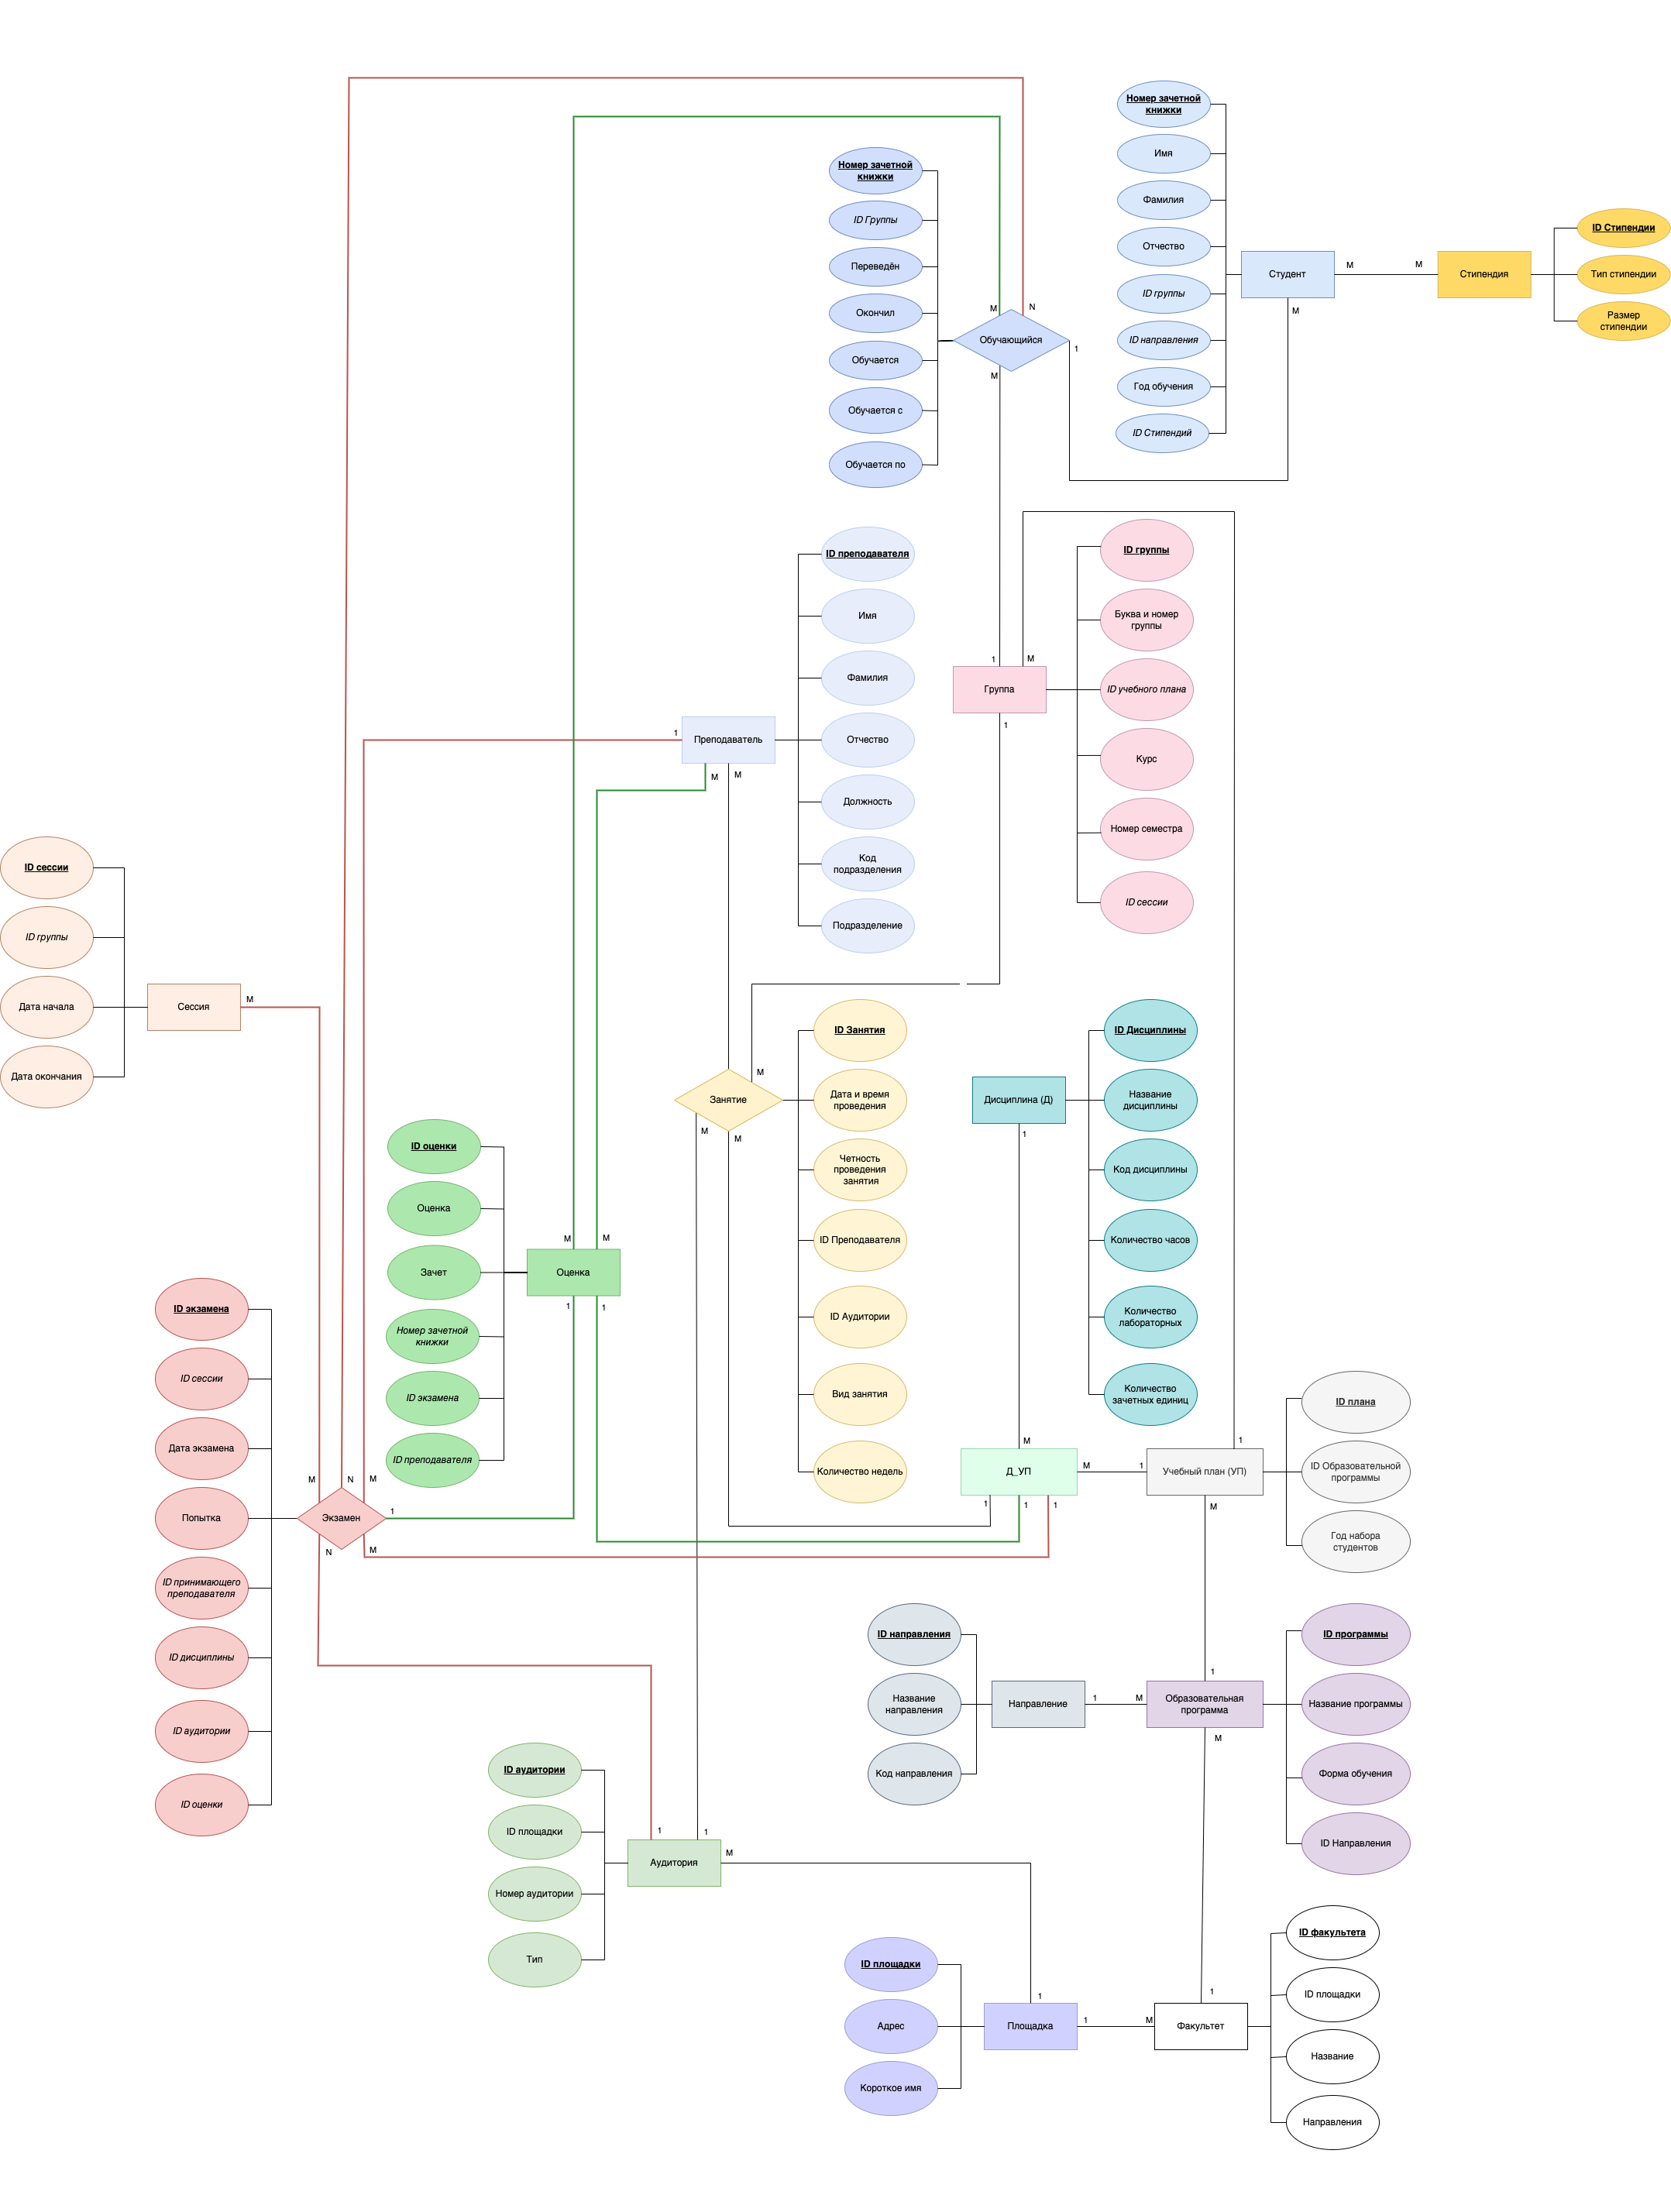 Номер зачетной
книжки
Имя
Фамилия
Отчество
ID группы
ID направления
Год обучения
ID Стипендий
Студент
M
M
M
Стипендия
ID Стипендии
Тип стипендии
Размер
стипендии
Номер зачетной
книжки
ID Группы
Переведён
Окончил
Обучается
Обучается с
Обучается по
M
N
Обучающийся
1
M
ID преподавателя
Имя
Фамилия
Отчество
Должность
Код
подразделения
Подразделение
1
Преподаватель
M
M
1
M
Группа
1
ID группы
Буква и номер
группы
ID учебного плана
Курс
Номер семестра
ID сессии
ID сессии
ID группы
Дата начала
Дата окончания
Сессия
M
M
Занятие
M
M
ID Занятия
Дата и время
проведения
Четность
проведения
занятия
ID Преподавателя
ID Аудитории
Вид занятия
Количество недель
Дисциплина (Д)
1
ID Дисциплины
Название
дисциплины
Код дисциплины
Количество часов
Количество
лабораторных
Количество
зачетных единиц
ID оценки
Оценка
Зачет
Номер зачетной
книжки
ID экзамена
ID преподавателя
M
M
Оценка
1
1
ID экзамена
ID сессии
Дата экзамена
Попытка
ID принимающего
преподавателя
ID дисциплины
ID аудитории
ID оценки
M
N
M
1
Экзамен
N
M
M
Д_УП
M
1
1
1
1
1
Учебный план (УП)
M
ID плана
ID Образовательной
программы
Год набора
студентов
ID направления
Название
направления
Код направления
Направление
1
M
1
Образовательная
программа
M
ID программы
Название программы
Форма обучения
ID Направления
ID аудитории
ID площадки
Номер аудитории
Тип
1
1
Аудитория
M
ID площадки
Адрес
Короткое имя
1
Площадка
1
M
1
Факультет
ID факультета
ID площадки
Название
Направления